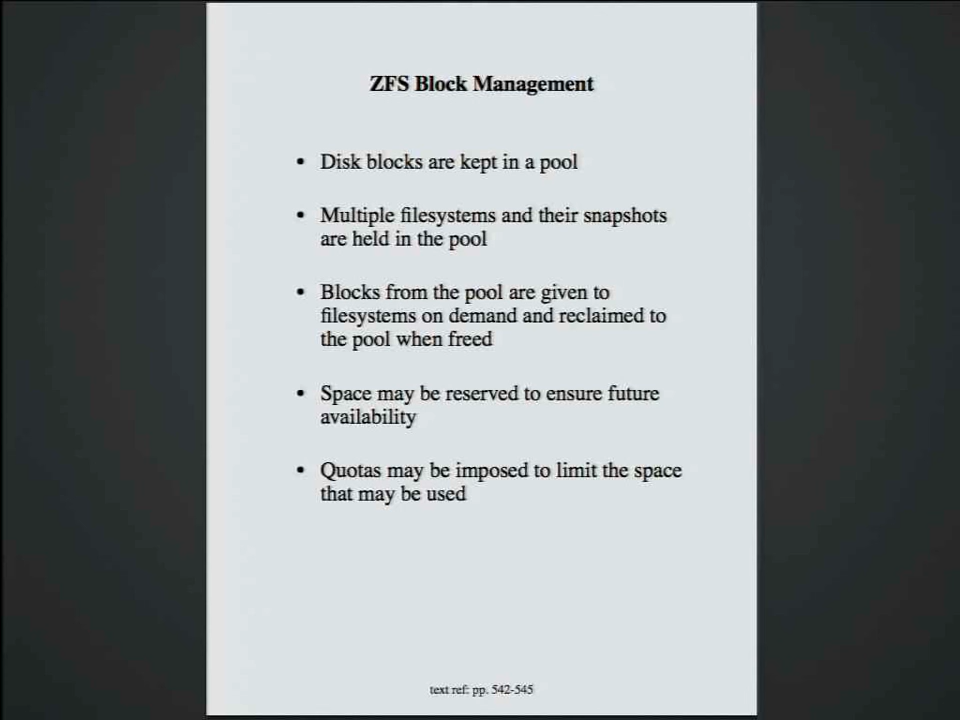 ZFS Block Management
• Disk blocks are kept in a pool
• Multiple filesystems and their snapshots
are held in the pool
• Blocks from the pool are given to
filesystems on demand and reclaimed to
the pool when freed
• Space may be reserved to ensure future
availability
• Quotas may be imposed to limit the space
that may be used
text ref: pp. 542-545